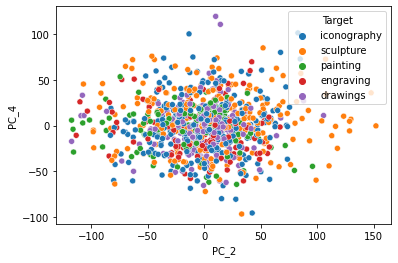 Target
iconography
sculpture
painting
engraving
drawings
PC_4
100
50
0
−50
−100
−100
−50
0
50
100
150
PC_2